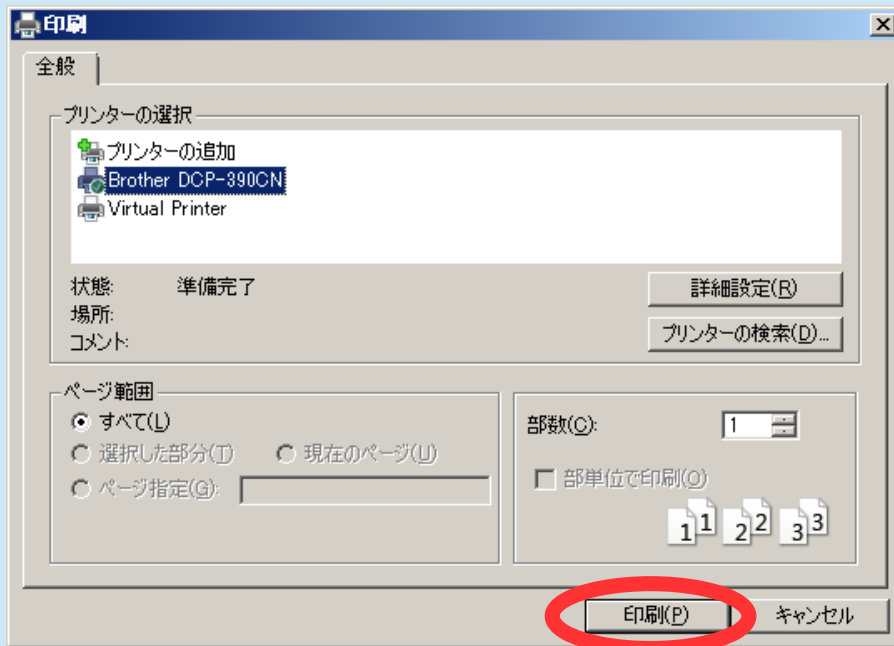 印刷
全般
プリンターの選択
プリンターの追加
Brother DCP-390CN
Virtual Printer
状態: 準備完了
詳細設定(R)
場所:
コメント:
プリンターの検索(D)...
ページ範囲
すべて(L)
選択した部分(T) 現在のページ(U)
ページ指定(G):
部数(C): 1
部単位で印刷(O)
1 1 2 2 3 3
印刷(P) キャンセル